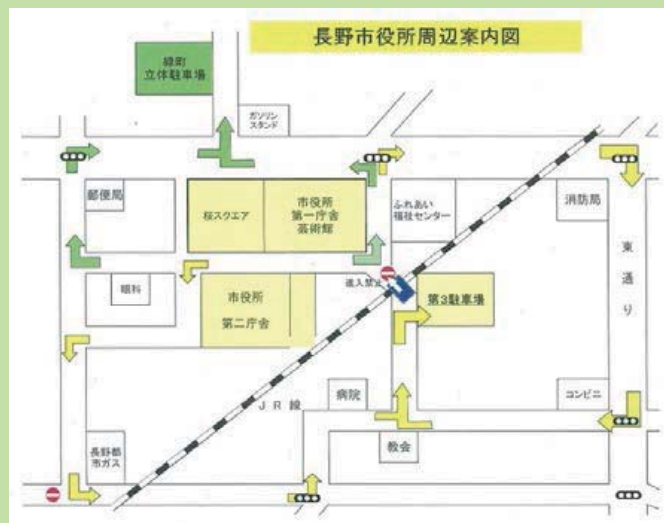 長野市役所周辺案内図
緑町
立体駐車場
ガソリン
スタンド
郵便局
桜スクエア
市役所
第一庁舎
芸術館
ふれあい
福祉センター
消防局
眼科
市役所
第二庁舎
進入禁止
第3駐車場
東通り
JR線
病院
コンビニ
長野都
市ガス
教会